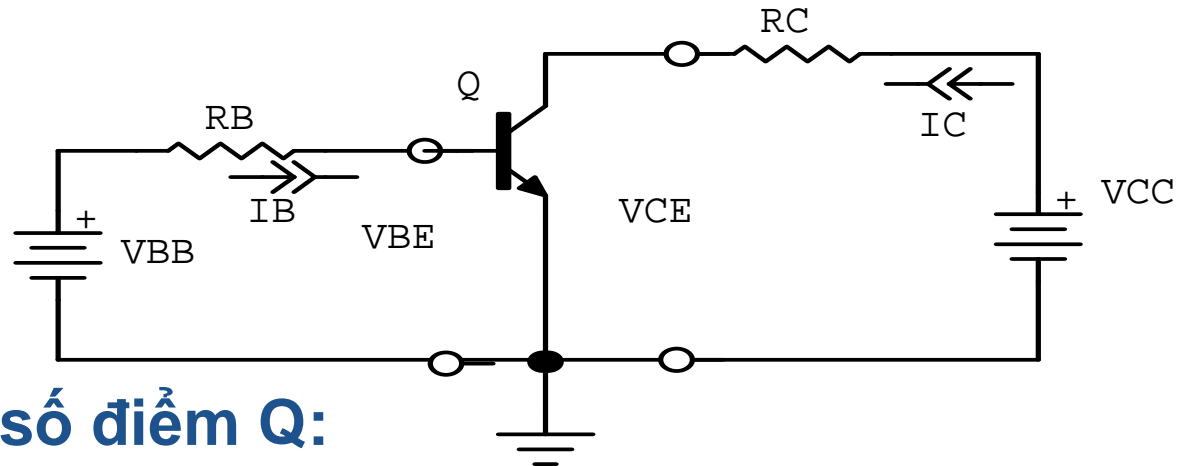 RC
Q
RB
IC
VCC
+
+
IB
VCE
VBE
VBB
số điểm Q: